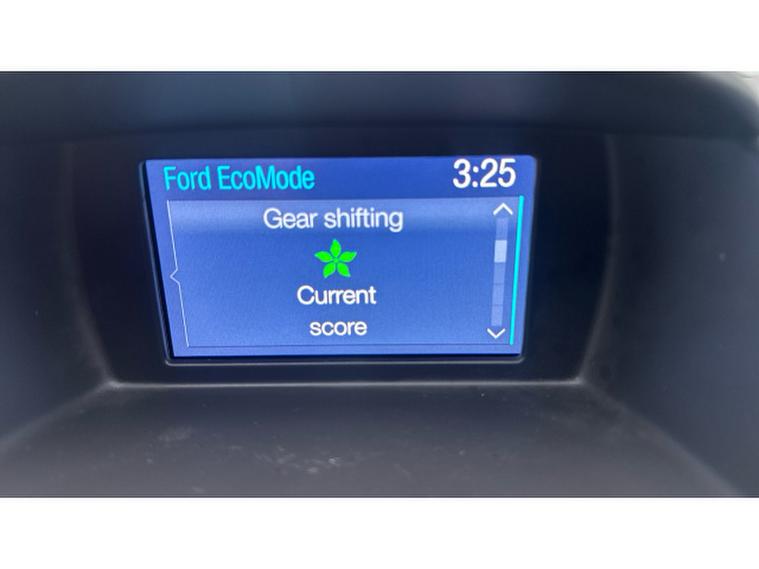 Ford EcoMode 3:25
Gear shifting
Current
score